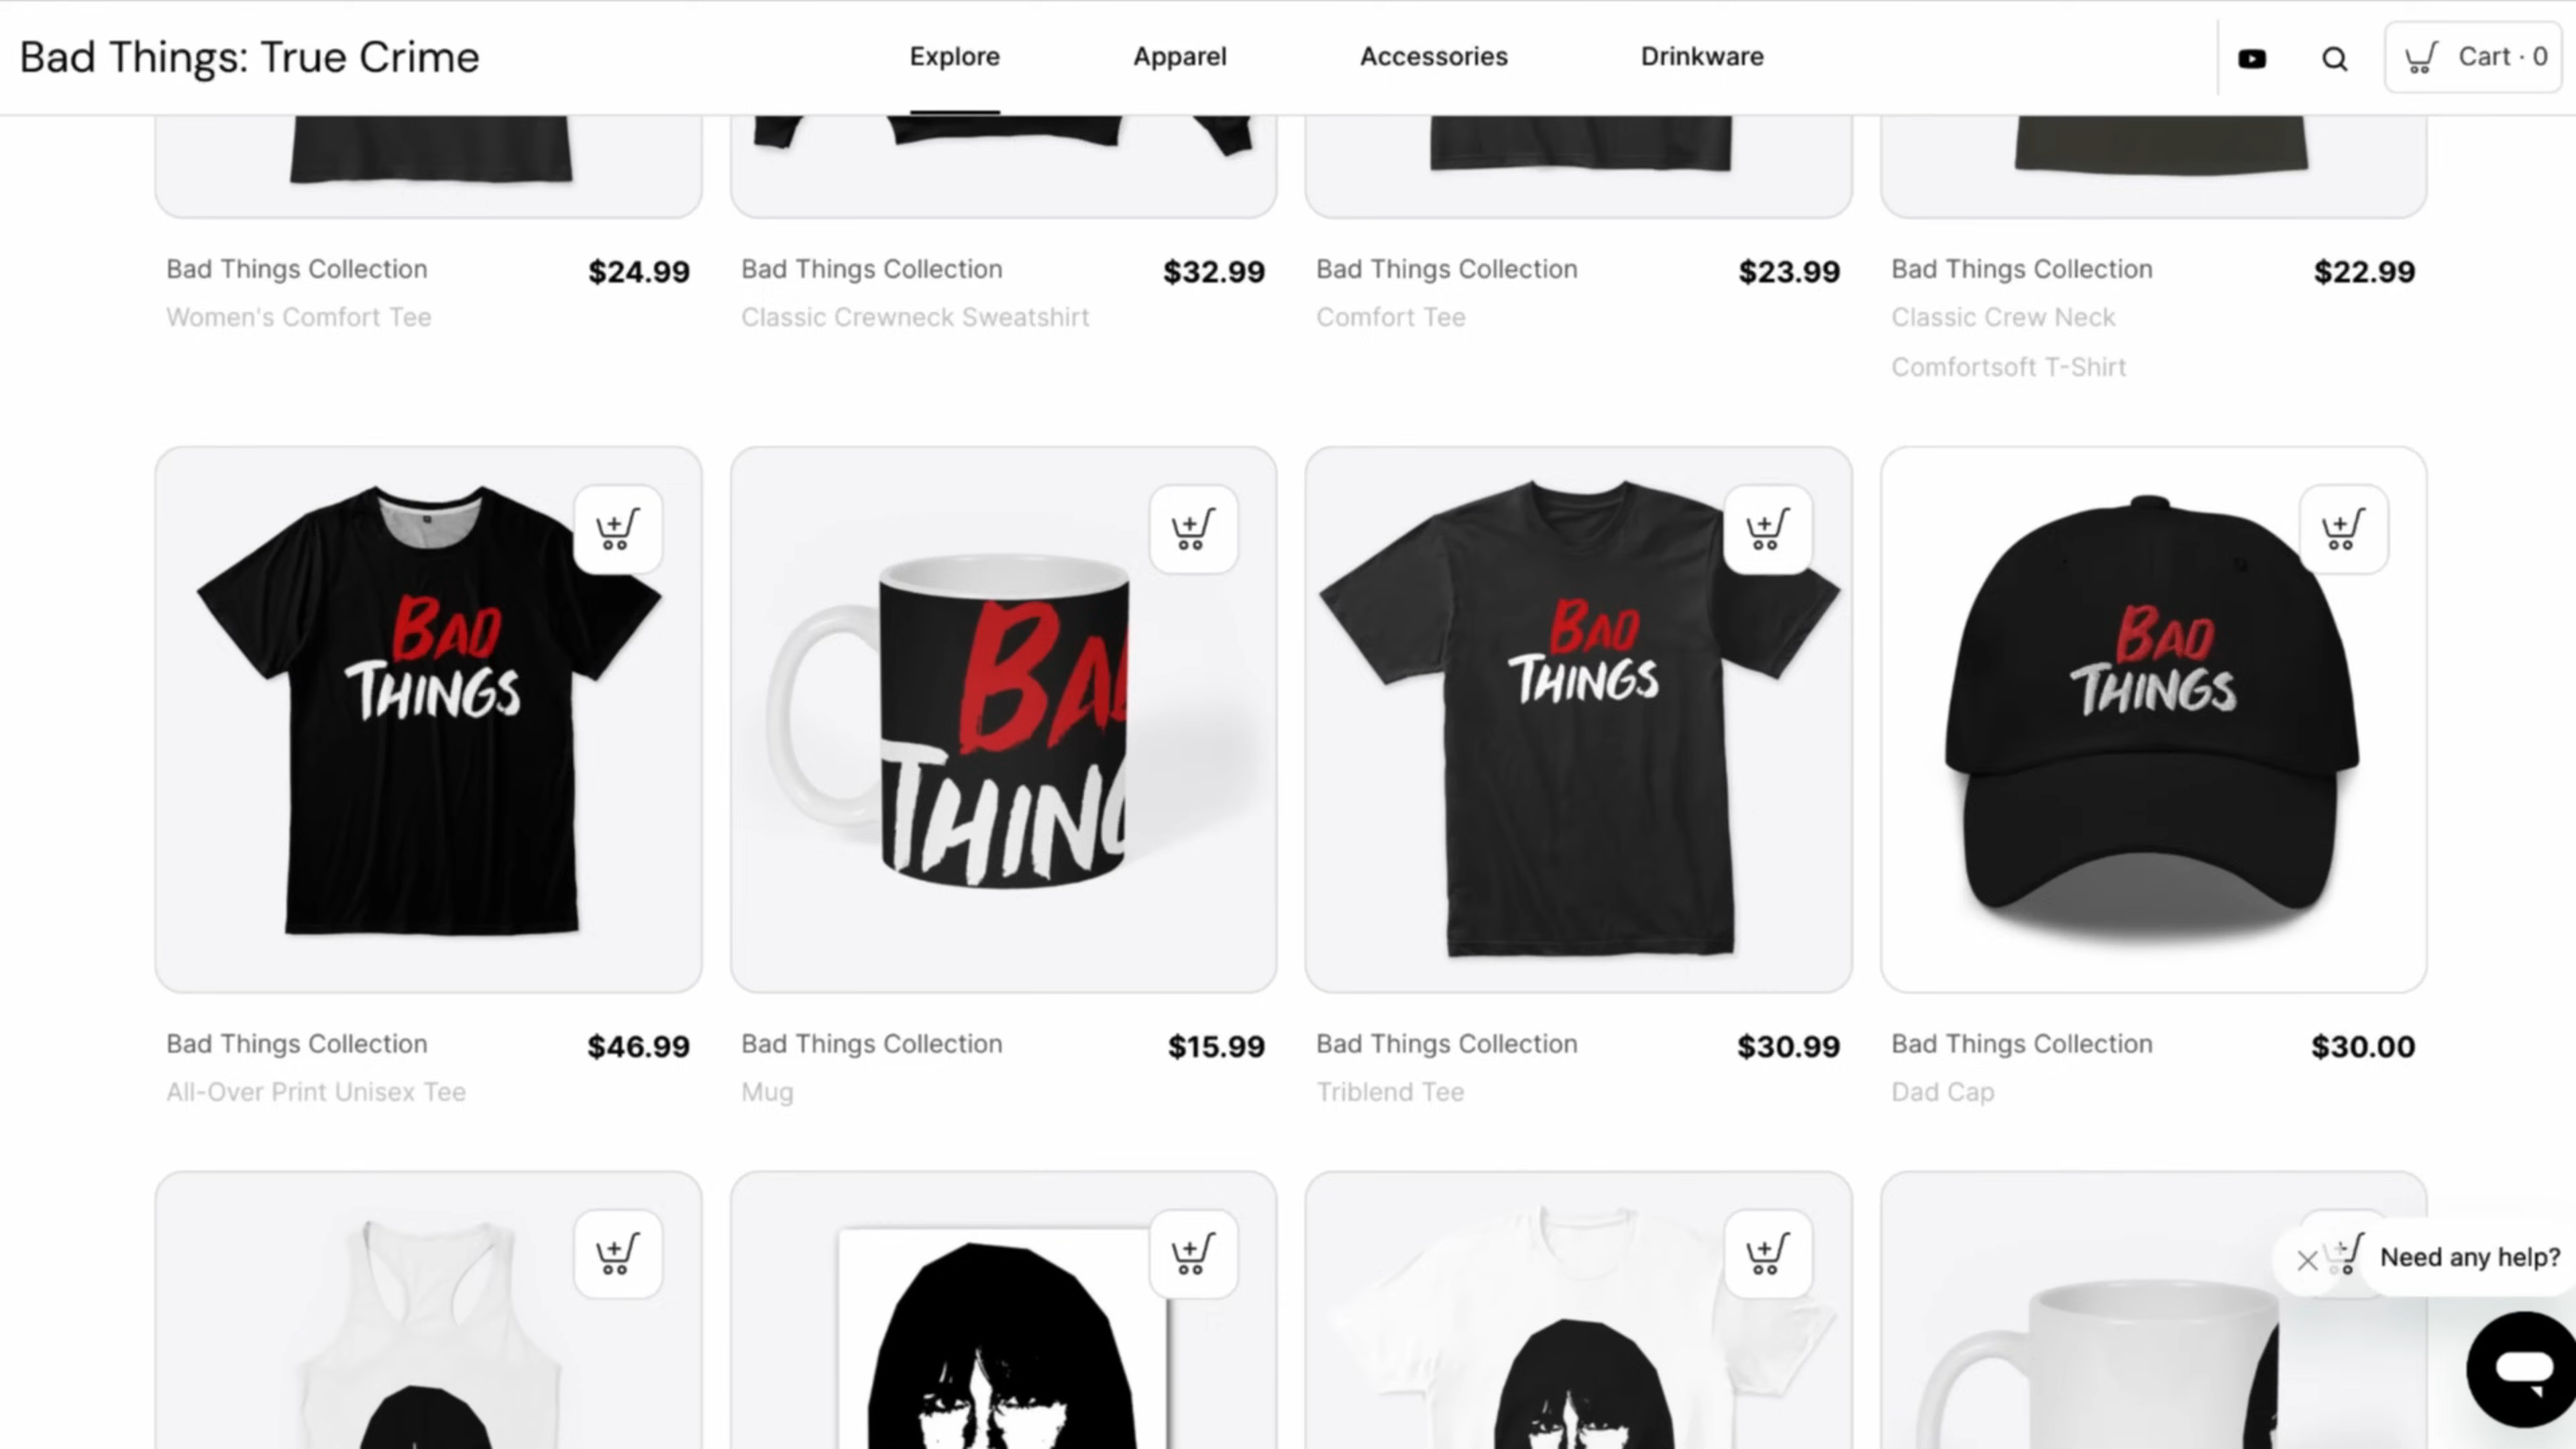 Bad Things: True Crime
Explore
Apparel
Accessories
Drinkware
Cart · 0
Bad Things Collection
$24.99
Women's Comfort Tee
Bad Things Collection
$32.99
Classic Crewneck Sweatshirt
Bad Things Collection
$23.99
Comfort Tee
Bad Things Collection
$22.99
Classic Crew Neck
Comfortsoft T-Shirt
BAD
THINGS
BAD
THING
BAD
THINGS
BAD
THINGS
Bad Things Collection
$46.99
All-Over Print Unisex Tee
Bad Things Collection
$15.99
Mug
Bad Things Collection
$30.99
Triblend Tee
Bad Things Collection
$30.00
Dad Cap
Need any help?